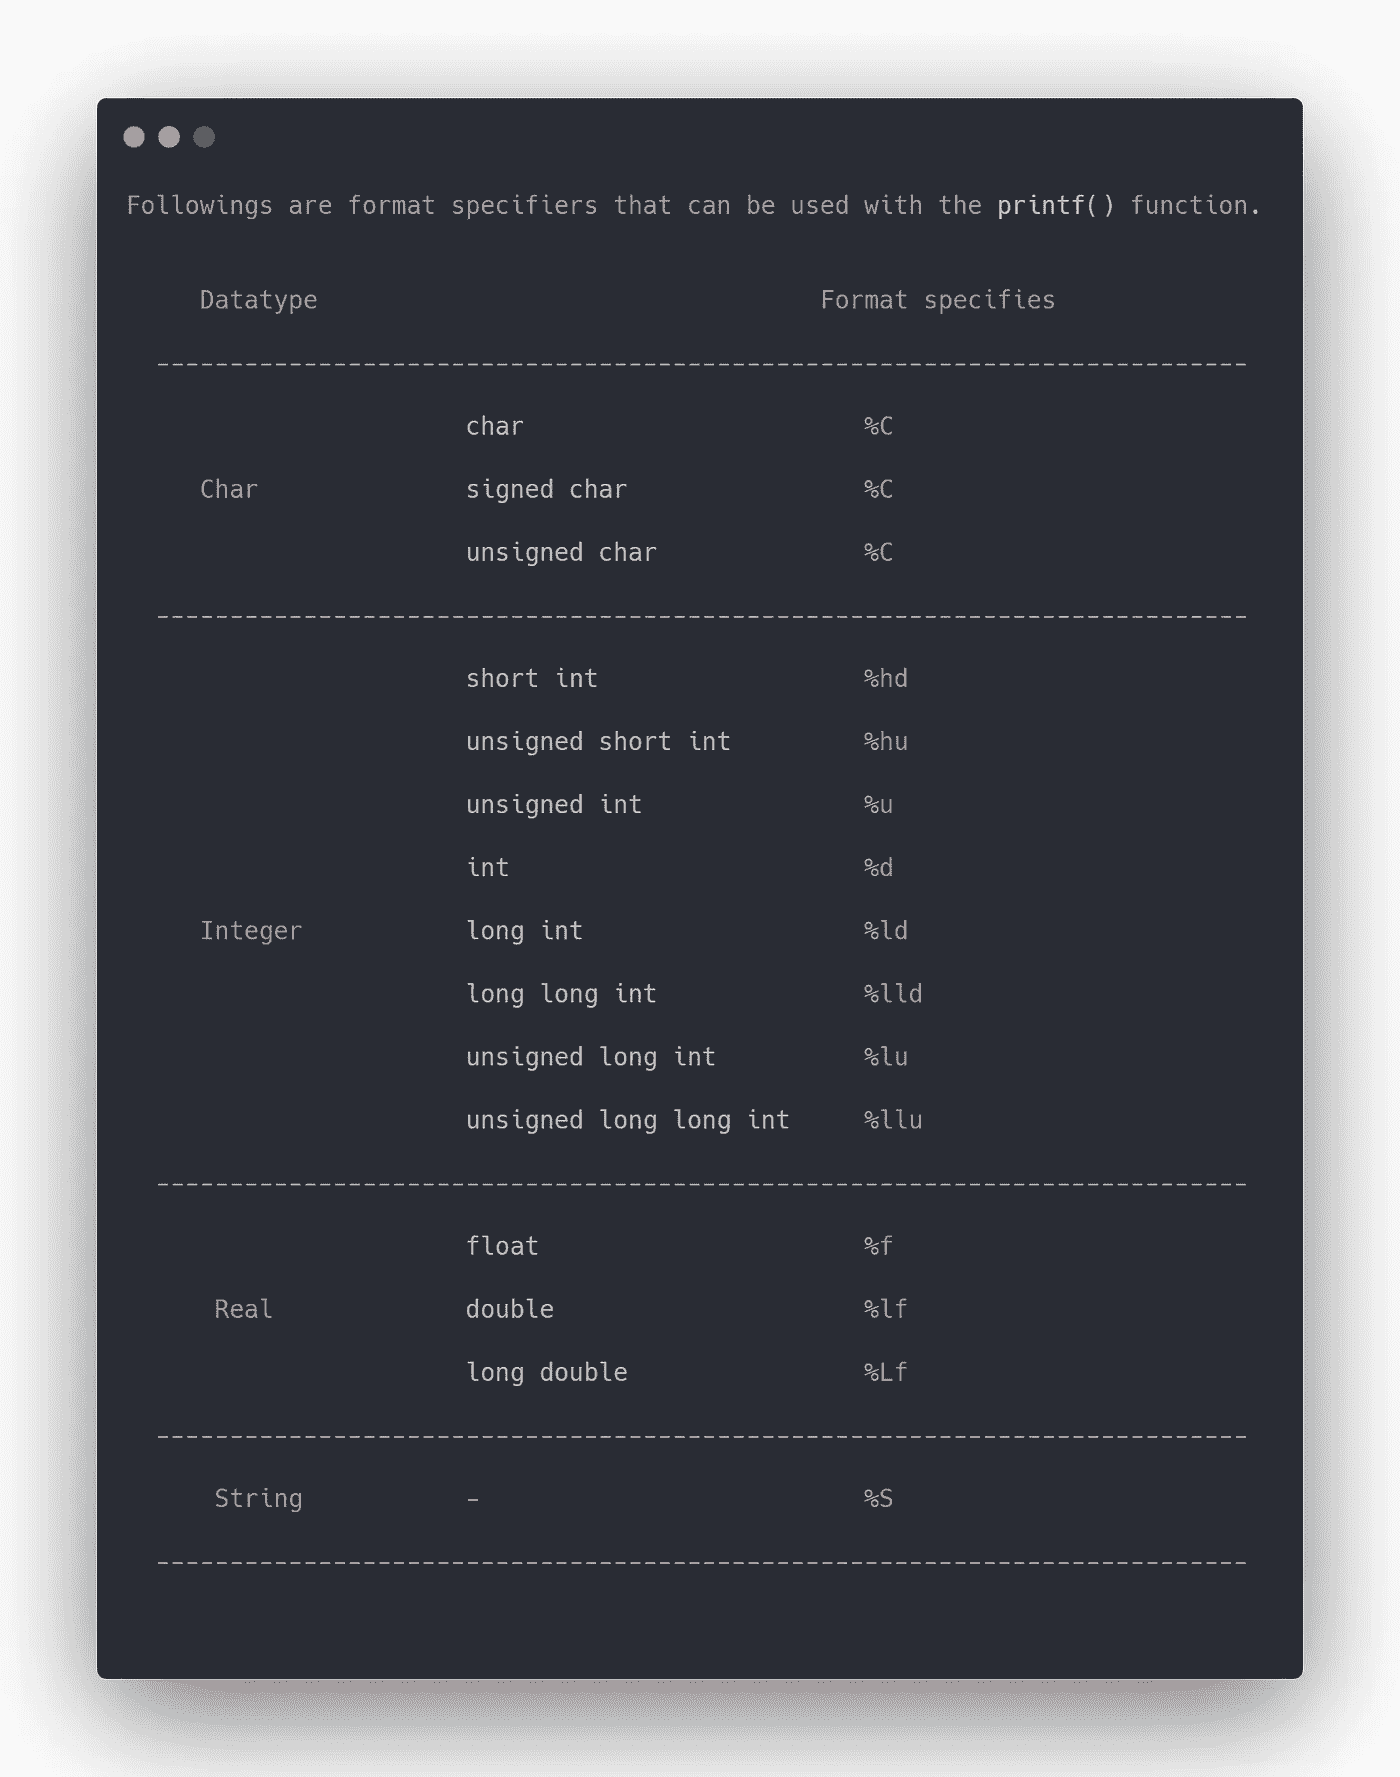 Followings are format specifiers that can be used with the printf() function.
Datatype Format specifies
--------------------------------------------------------------------------
char %C
Char signed char %C
unsigned char %C
--------------------------------------------------------------------------
short int %hd
unsigned short int %hu
unsigned int %u
int %d
Integer long int %ld
long long int %lld
unsigned long int %lu
unsigned long long int %llu
--------------------------------------------------------------------------
float %f
Real double %lf
long double %Lf
--------------------------------------------------------------------------
String - %S
--------------------------------------------------------------------------